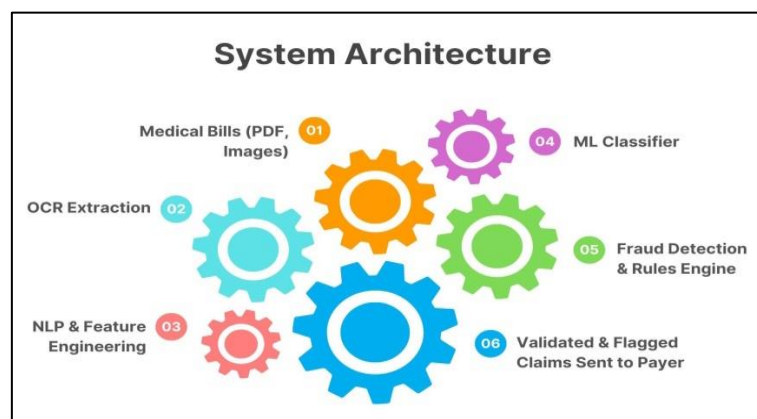 System Architecture
Medical Bills (PDF,
Images)
01
OCR Extraction
02
NLP & Feature
Engineering
03
04
ML Classifier
05
Fraud Detection
& Rules Engine
06
Validated & Flagged
Claims Sent to Payer